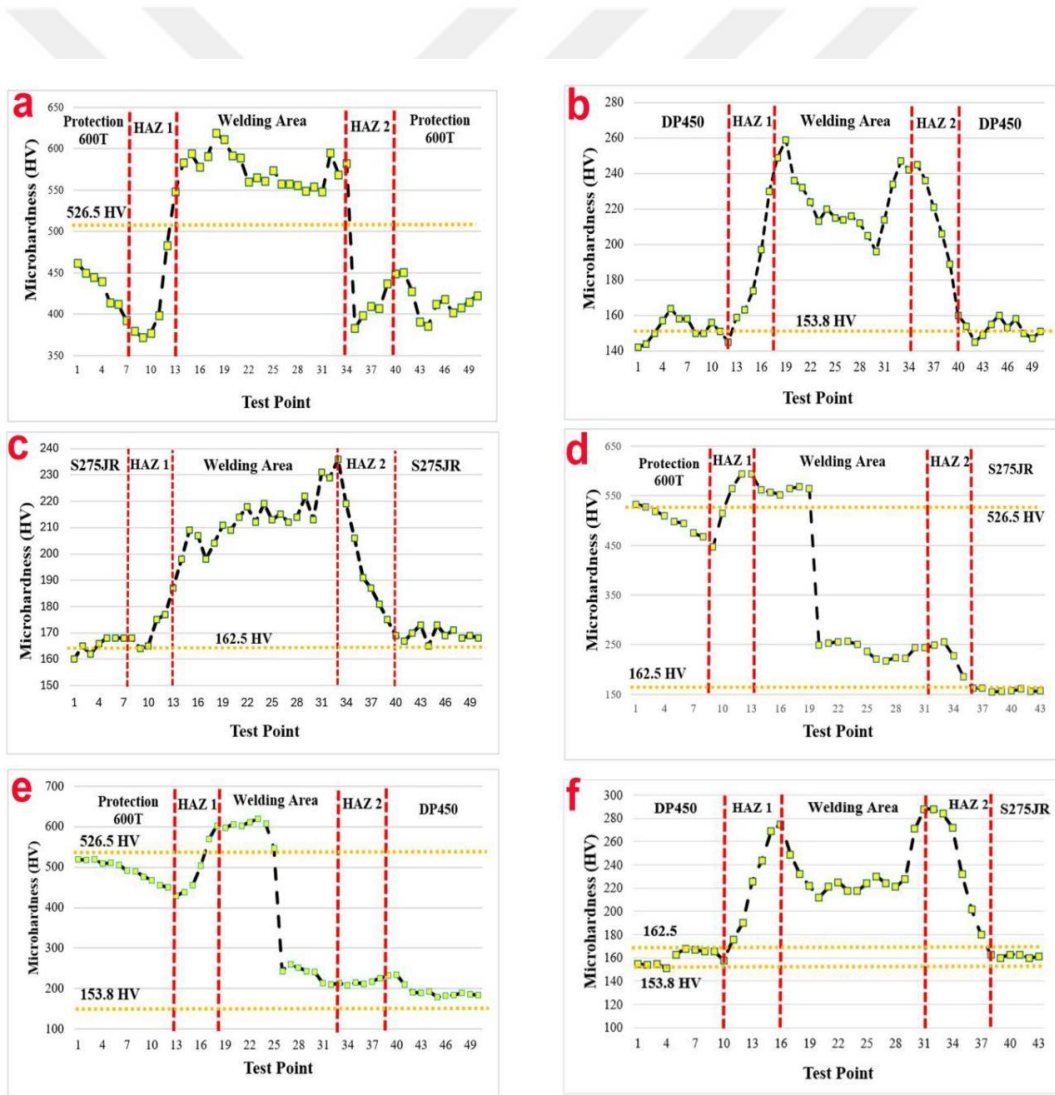 a
Microhardness (HV)
650
600
550
500
450
400
350
Protection
600T
HAZ 1
Welding Area
HAZ 2
Protection
600T
526.5 HV
1 4 7 10 13 16 19 22 25 28 31 34 37 40 43 46 49
Test Point
b
Microhardness (HV)
280
260
240
220
200
180
160
140
DP450
HAZ 1
Welding Area
HAZ 2
DP450
153.8 HV
1 4 7 10 13 16 19 22 25 28 31 34 37 40 43 46 49
Test Point
c
Microhardness (HV)
240
230
220
210
200
190
180
170
160
150
S275JR
HAZ 1
Welding Area
HAZ 2
S275JR
162.5 HV
1 4 7 10 13 16 19 22 25 28 31 34 37 40 43 46 49
Test Point
d
Microhardness (HV)
650
550
450
350
250
150
Protection
600T
HAZ 1
Welding Area
HAZ 2
S275JR
526.5 HV
162.5 HV
1 4 7 10 13 16 19 22 25 28 31 34 37 40 43
Test Point
e
Microhardness (HV)
700
600
500
400
300
200
100
Protection
600T
HAZ 1
Welding Area
HAZ 2
DP450
526.5 HV
153.8 HV
1 4 7 10 13 16 19 22 25 28 31 34 37 40 43 46 49
Test Point
f
Microhardness (HV)
300
280
260
240
220
200
180
160
140
120
100
DP450
HAZ 1
Welding Area
HAZ 2
S275JR
162.5
153.8 HV
1 4 7 10 13 16 19 22 25 28 31 34 37 40 43
Test Point